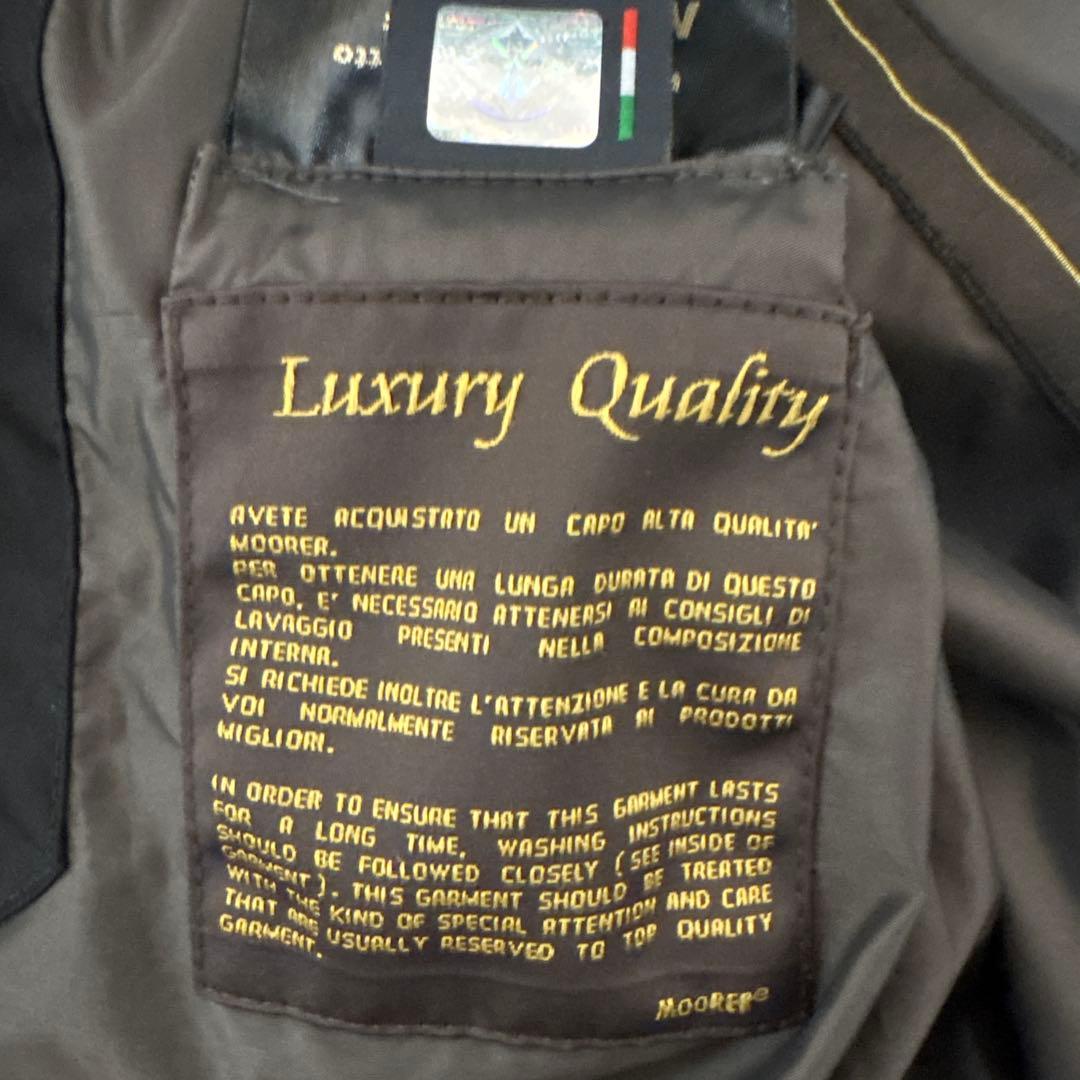 Luxury Quality
AVETE ACQUISTATO UN CAPO ALTA QUALITA'
MOORER.
PER OTTENERE UNA LUNGA DURATA DI QUESTO
CAPO, E' NECESSARIO ATTENERSI AI CONSIGLI DI
LAVAGGIO PRESENTI NELLA COMPOSIZIONE
INTERNA.
SI RICHIEDE INOLTRE L'ATTENZIONE E LA CURA DA
VOI NORMALMENTE RISERVATA AI PRODOTTI
MIGLIORI.
IN ORDER TO ENSURE THAT THIS GARMENT LASTS
FOR A LONG TIME, WASHING INSTRUCTIONS
SHOULD BE FOLLOWED CLOSELY (SEE INSIDE OF
GARMENT). THIS GARMENT SHOULD BE TREATED
WITH THE KIND OF SPECIAL ATTENTION AND CARE
THAT ARE USUALLY RESERVED TO TOP QUALITY
GARMENT.
MOORER®